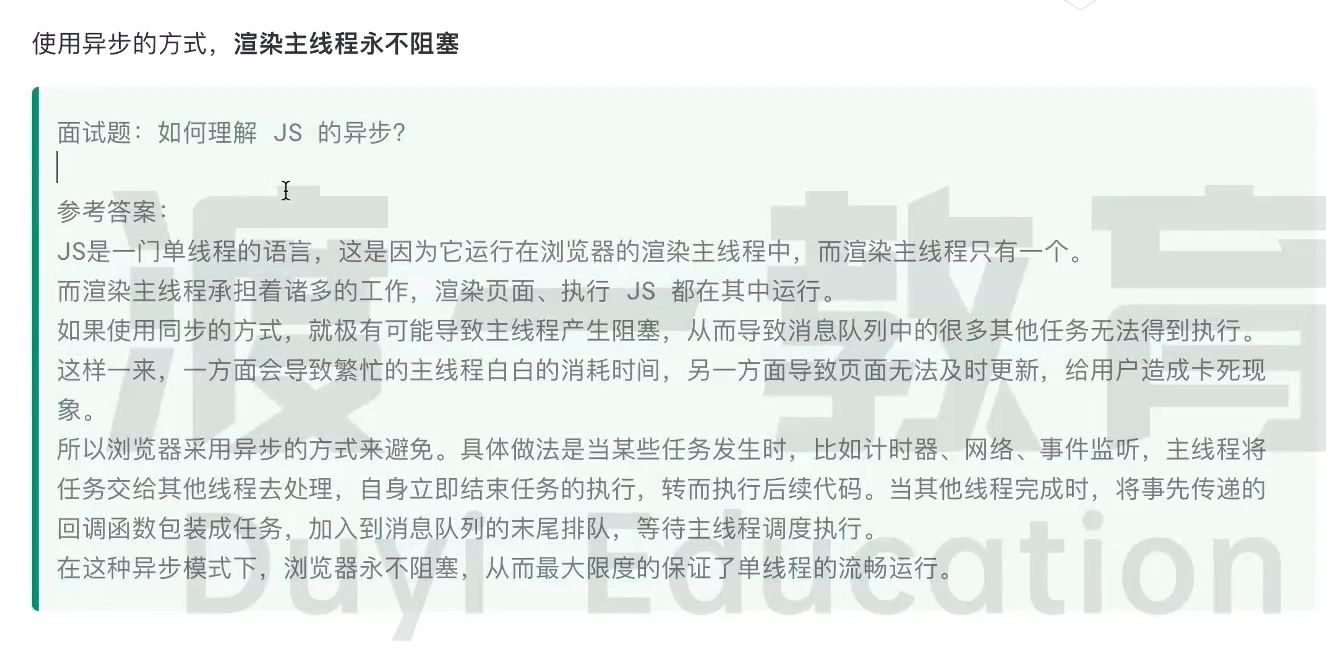 使用异步的方式，渲染主线程永不阻塞
面试题：如何理解 JS 的异步？
参考答案：
JS是一门单线程的语言，这是因为它运行在浏览器的渲染主线程中，而渲染主线程只有一个。
而渲染主线程承担着诸多的工作，渲染页面、执行 JS 都在其中运行。
如果使用同步的方式，就极有可能导致主线程产生阻塞，从而导致消息队列中的很多其他任务无法得到执行。
这样一来，一方面会导致繁忙的主线程白白的消耗时间，另一方面导致页面无法及时更新，给用户造成卡死现
象。
所以浏览器采用异步的方式来避免。具体做法是当某些任务发生时，比如计时器、网络、事件监听，主线程将
任务交给其他线程去处理，自身立即结束任务的执行，转而执行后续代码。当其他线程完成时，将事先传递的
回调函数包装成任务，加入到消息队列的末尾排队，等待主线程调度执行。
在这种异步模式下，浏览器永不阻塞，从而最大限度的保证了单线程的流畅运行。
渡一教育
Duyi Education